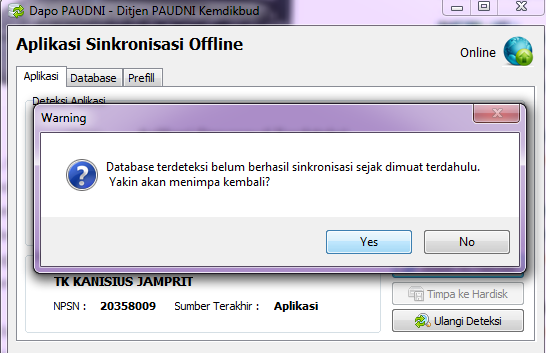 Dapo PAUDNI - Ditjen PAUDNI Kemdikbud
Aplikasi Sinkronisasi Offline
Online
Aplikasi Database Prefill
Deteksi Aplikasi
Warning
Database terdeteksi belum berhasil sinkronisasi sejak dimuat terdahulu.
Yakin akan menimpa kembali?
Yes No
TK KANISIUS JAMPRIT
NPSN : 20358009 Sumber Terakhir : Aplikasi
Timpa ke Hardisk
Ulangi Deteksi